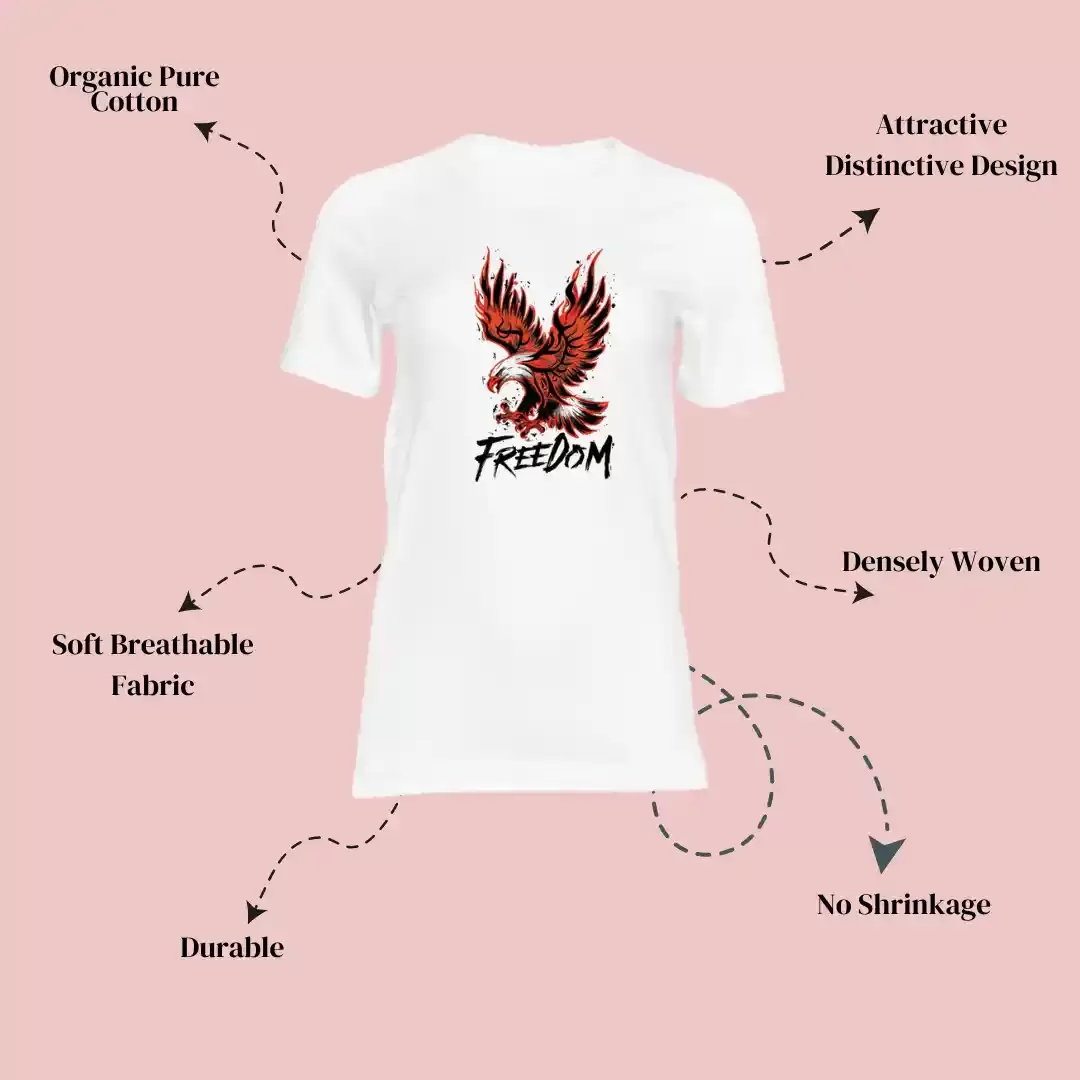 Organic Pure
Cotton
Attractive
Distinctive Design
FREEDOM
Densely Woven
Soft Breathable
Fabric
No Shrinkage
Durable